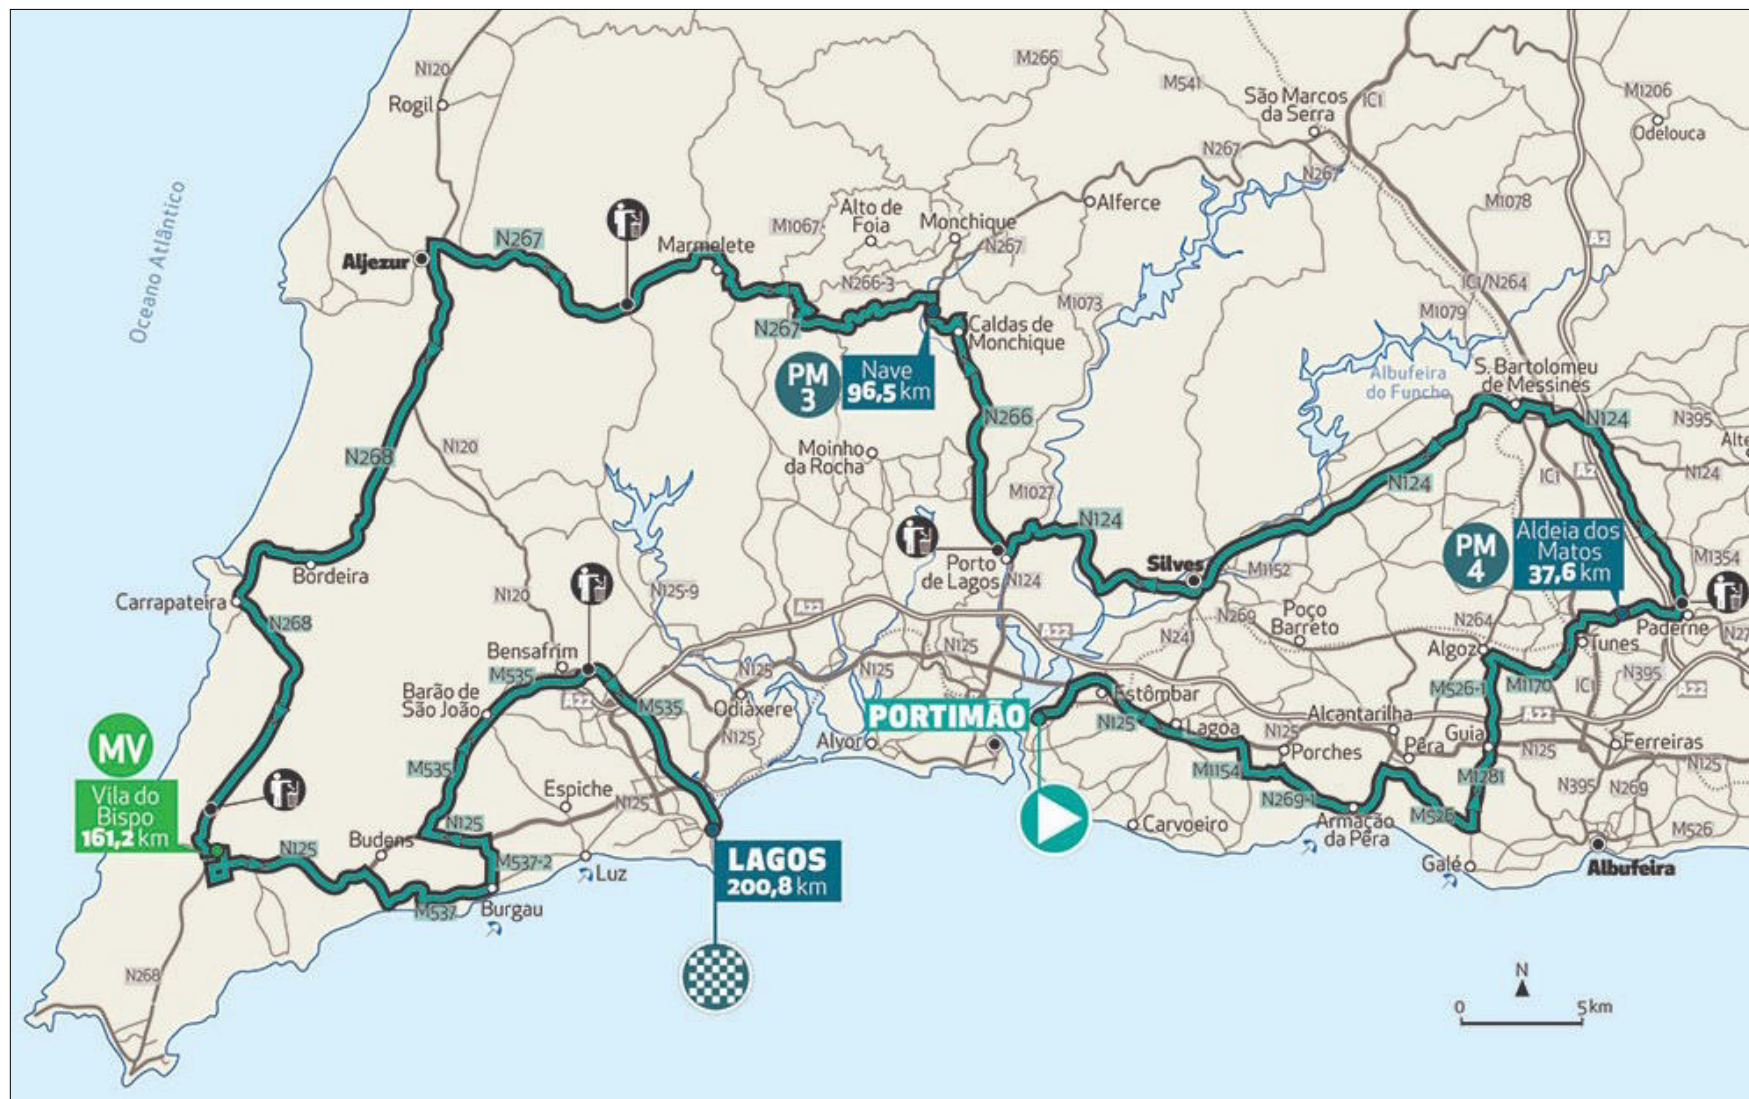 N120
Rogil
M266
M541
São Marcos
da Serra
IC1
M1206
Odelouca
N267
N267
Oceano Atlântico
Aljezur
N267
Marmelete
M1067
Alto de
Foia
Monchique
N267
Alferce
M1078
A2
N266-3
M1073
IC1/N264
M1079
N267
Caldas de
Monchique
PM
3
Nave
96,5 km
Albufeira
do Funcho
S. Bartolomeu
de Messines
N124
N395
N266
N268
N120
Moinho
da Rocha
M1027
N124
IC1
A2
N124
N124
PM
4
Aldeia dos
Matos
37,6 km
Silves
M1152
M1354
Bordeira
Porto
de Lagos
N124
Carrapateira
N120
N125-9
A22
A22
N268
N269
Poço
Barreto
N264
Paderne
N241
Algoz
Tunes
Bensafrim
M535
N125
N125
N125
Estômbar
M526-1
M1170
IC1
N395
A22
Barão de
São João
A22
M535
Odiáxere
PORTIMÃO
N125
Lagoa
Alcantarilha
A22
MV
N125
Alvor
N125
Porches
Pêra
Guia
N125
Ferreiras
N125
M535
M1154
M1281
Vila do
Bispo
161,2 km
Espiche
N125
N269-1
N395
N269
N125
Budens
Carvoeiro
Armação
da Pêra
M526
M526
N125
M537-2
Luz
LAGOS
200,8 km
Galé
Albufeira
M537
Burgau
N268
N
0
5 km